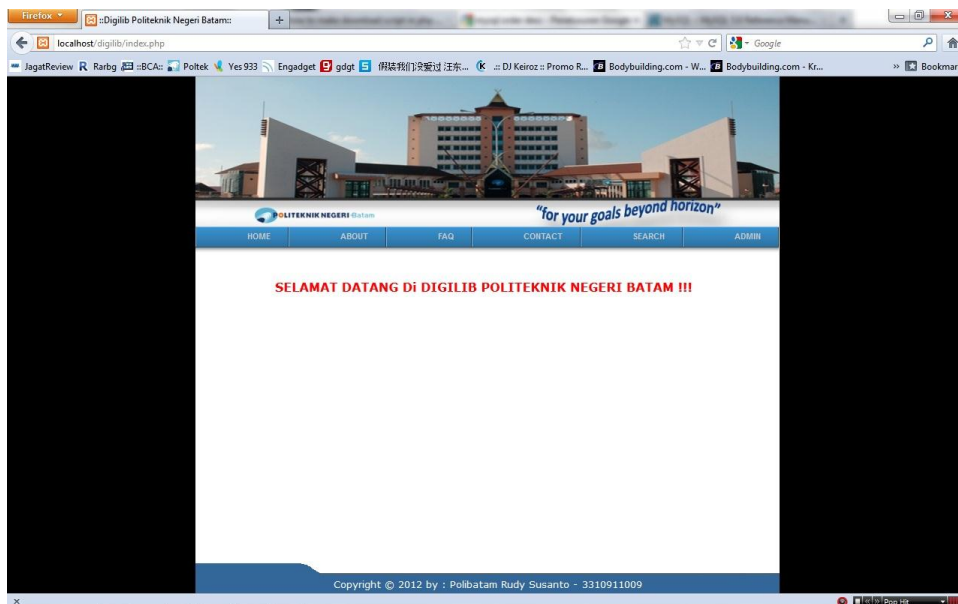 Firefox
::Digilib Politeknik Negeri Batam::
+
localhost/digilib/index.php
Google
JagatReview Rarbg ::BCA:: Poltek Yes 933 Engadget gdgt 假装我们没爱过 汪东... .:: DJ Keiroz :: Promo R... Bodybuilding.com - W... Bodybuilding.com - Kr... » Bookmar
POLITEKNIK NEGERI Batam
"for your goals beyond horizon"
HOME ABOUT FAQ CONTACT SEARCH ADMIN
SELAMAT DATANG Di DIGILIB POLITEKNIK NEGERI BATAM !!!
Copyright © 2012 by : Polibatam Rudy Susanto - 3310911009
x
Pop Hit